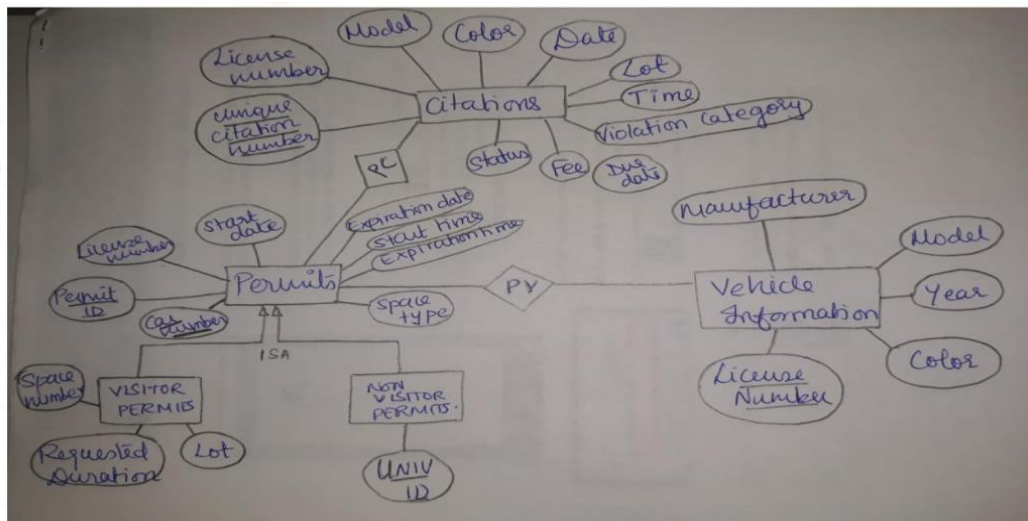 Model
Color
Date
License
number
Lot
Time
Citations
Unique
citation
number
Violation category
Status
Fee
Due
date
PC
Manufacturer
Start
date
Expiration date
Start time
Expiration time
License
number
Model
Permits
Permit
ID
PV
Vehicle
Information
Year
Space
type
Car
number
ISA
Color
License
Number
Space
number
VISITOR
PERMITS
NON
VISITOR
PERMITS.
Requested
Duration
Lot
UNIV
ID